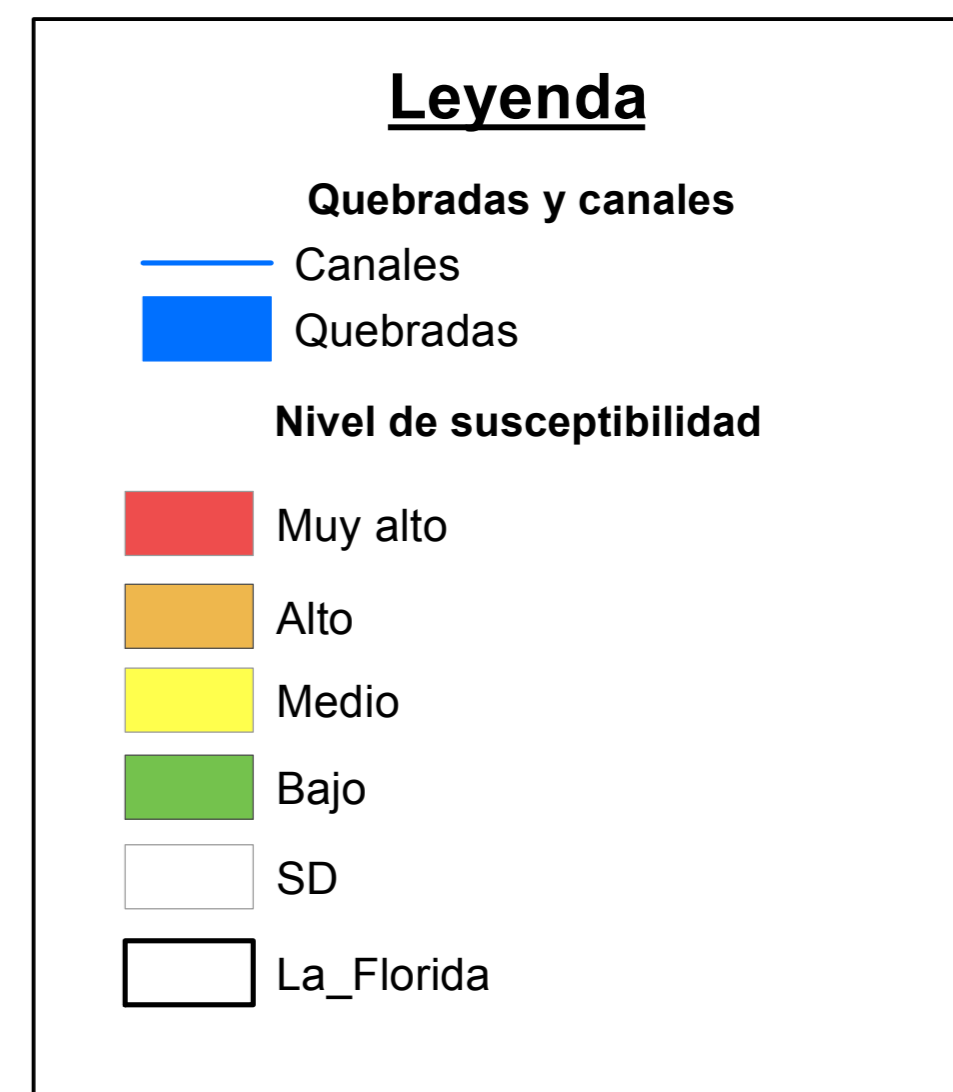 Leyenda
Quebradas y canales
Canales
Quebradas
Nivel de susceptibilidad
Muy alto
Alto
Medio
Bajo
SD
La_Florida